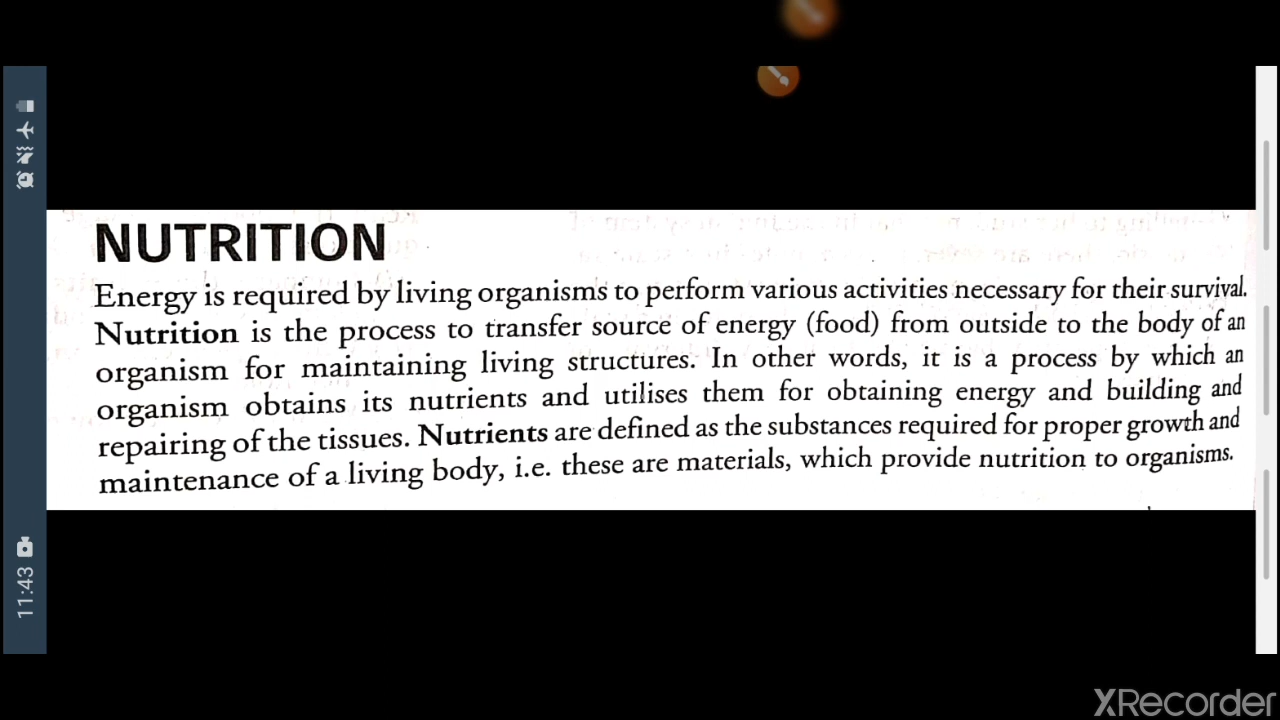 NUTRITION
Energy is required by living organisms to perform various activities necessary for their survival.
Nutrition is the process to transfer source of energy (food) from outside to the body of an
organism for maintaining living structures. In other words, it is a process by which an
organism obtains its nutrients and utilises them for obtaining energy and building and
repairing of the tissues. Nutrients are defined as the substances required for proper growth and
maintenance of a living body, i.e. these are materials, which provide nutrition to organisms.
11:43
XRecorder